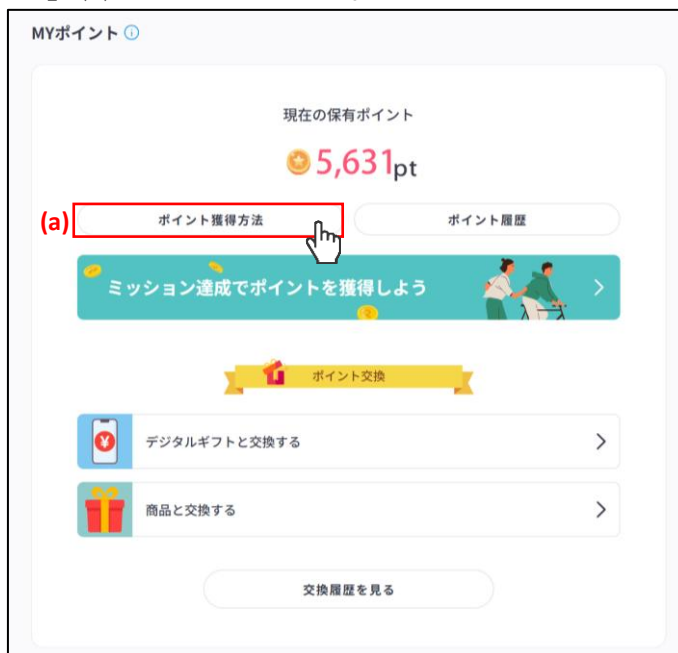 MYポイント
現在の保有ポイント
5,631pt
(a)
ポイント獲得方法
ポイント履歴
ミッション達成でポイントを獲得しよう
ポイント交換
デジタルギフトと交換する
商品と交換する
交換履歴を見る